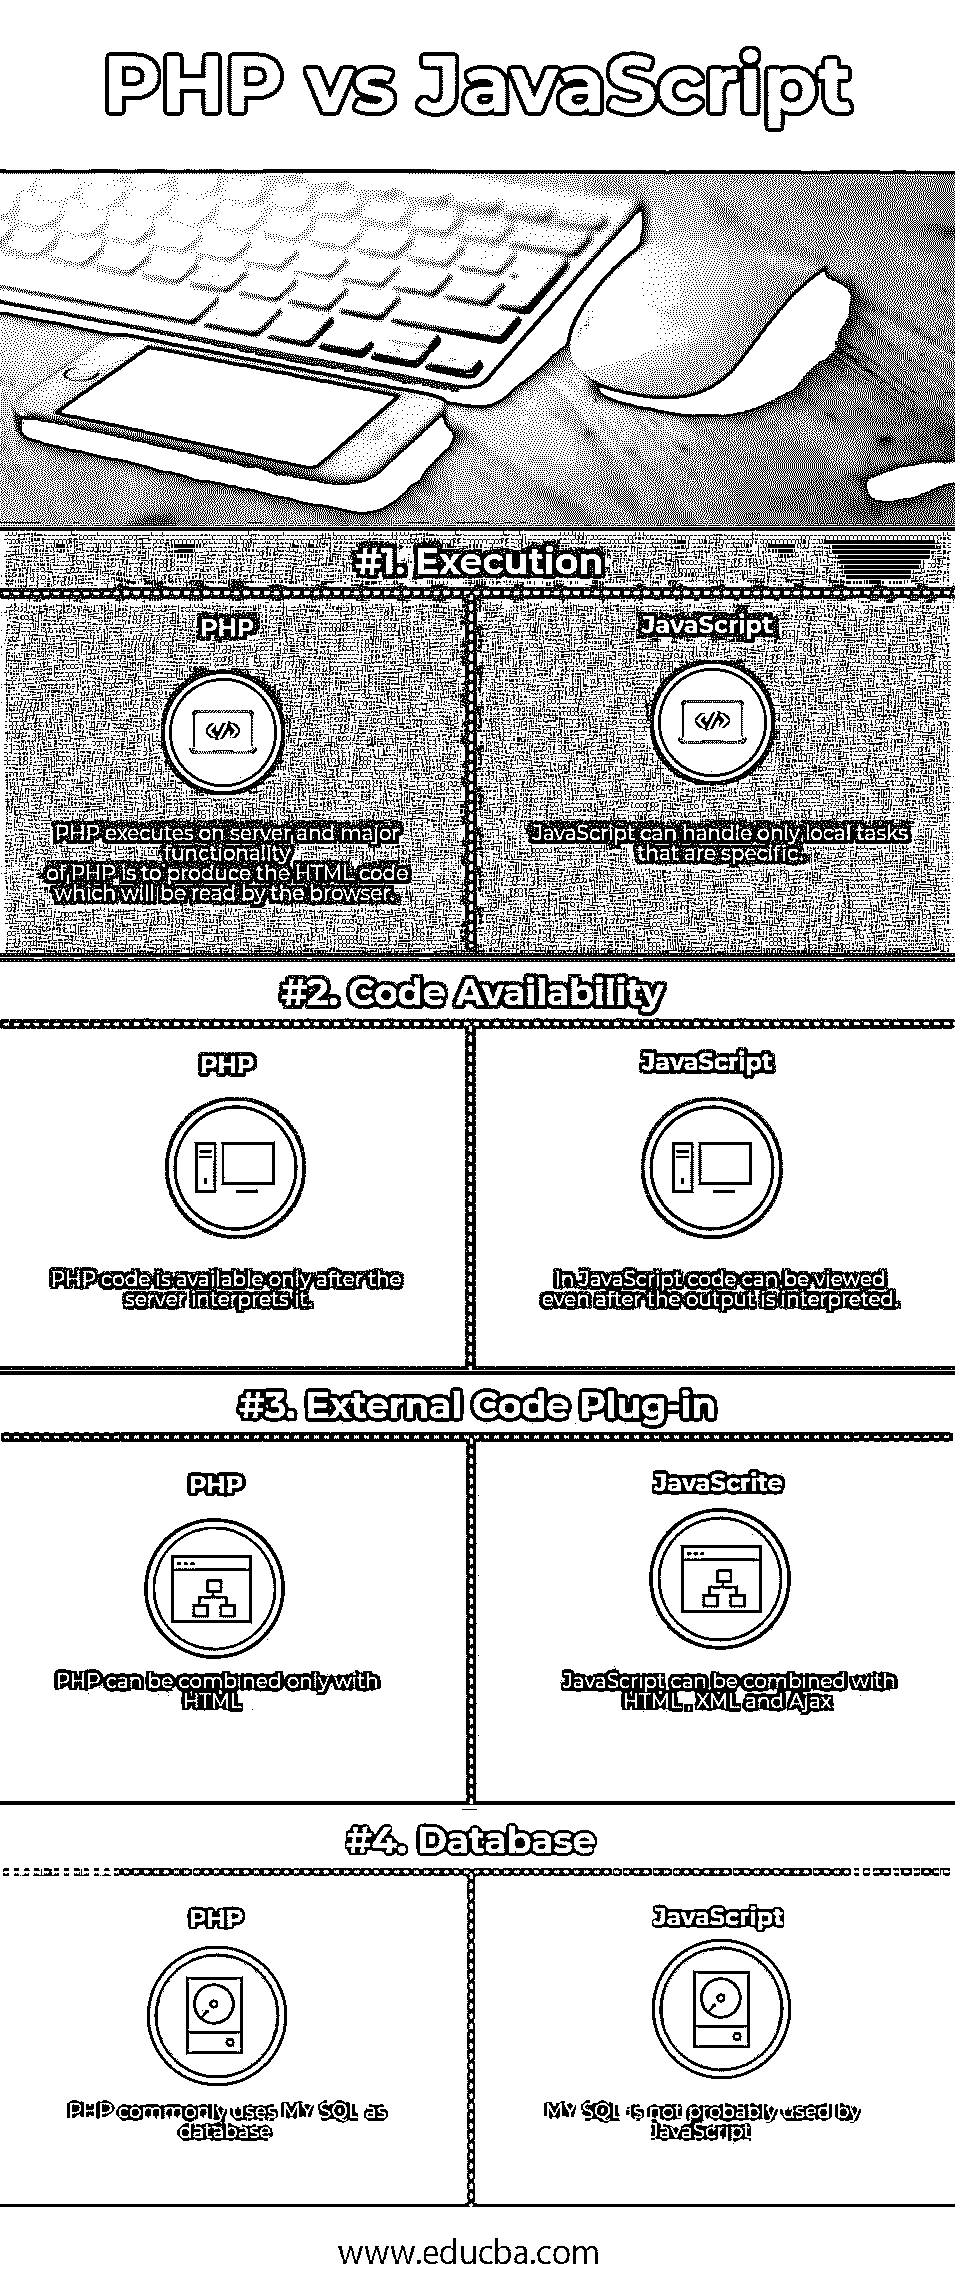 PHP vs JavaScript
#1. Execution
PHP
JavaScript
PHP executes on server and major
functionality
of PHP is to produce the HTML code
which will be read by the browser.
JavaScript can handle only local tasks
that are specific.
#2. Code Availability
PHP
JavaScript
PHP code is available only after the
server interprets it.
In JavaScript code can be viewed
even after the output is interpreted.
#3. External Code Plug-in
PHP
JavaScrite
PHP can be combined only with
HTML
JavaScript can be combined with
HTML, XML and Ajax
#4. Database
PHP
JavaScript
PHP commonly uses MY SQL as
database
MY SQL is not probably used by
JavaScript
www.educba.com